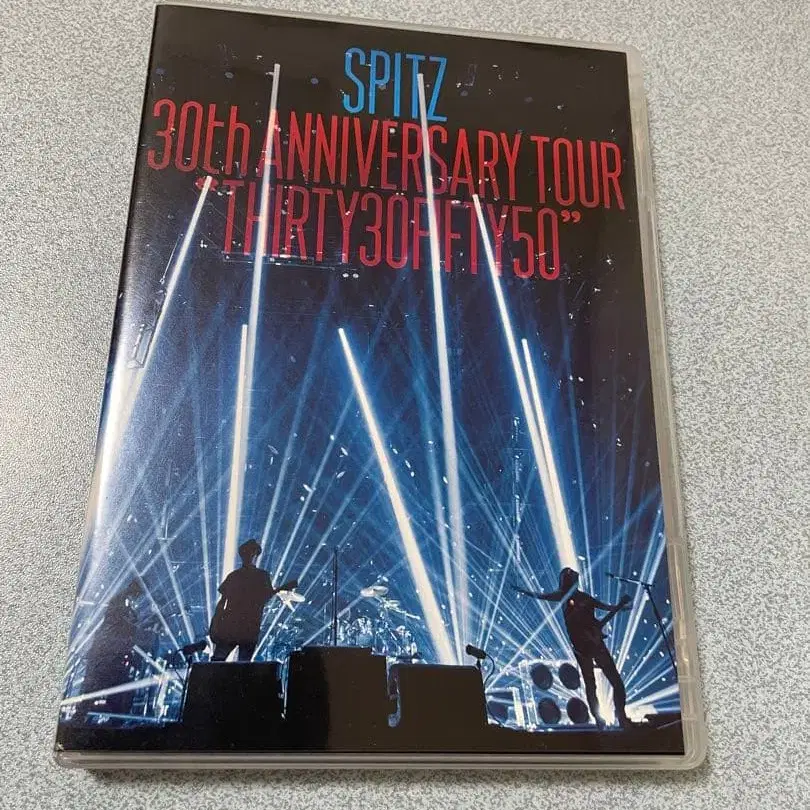 SPITZ
30th ANNIVERSARY TOUR
"THIRTY30FIFTY50"